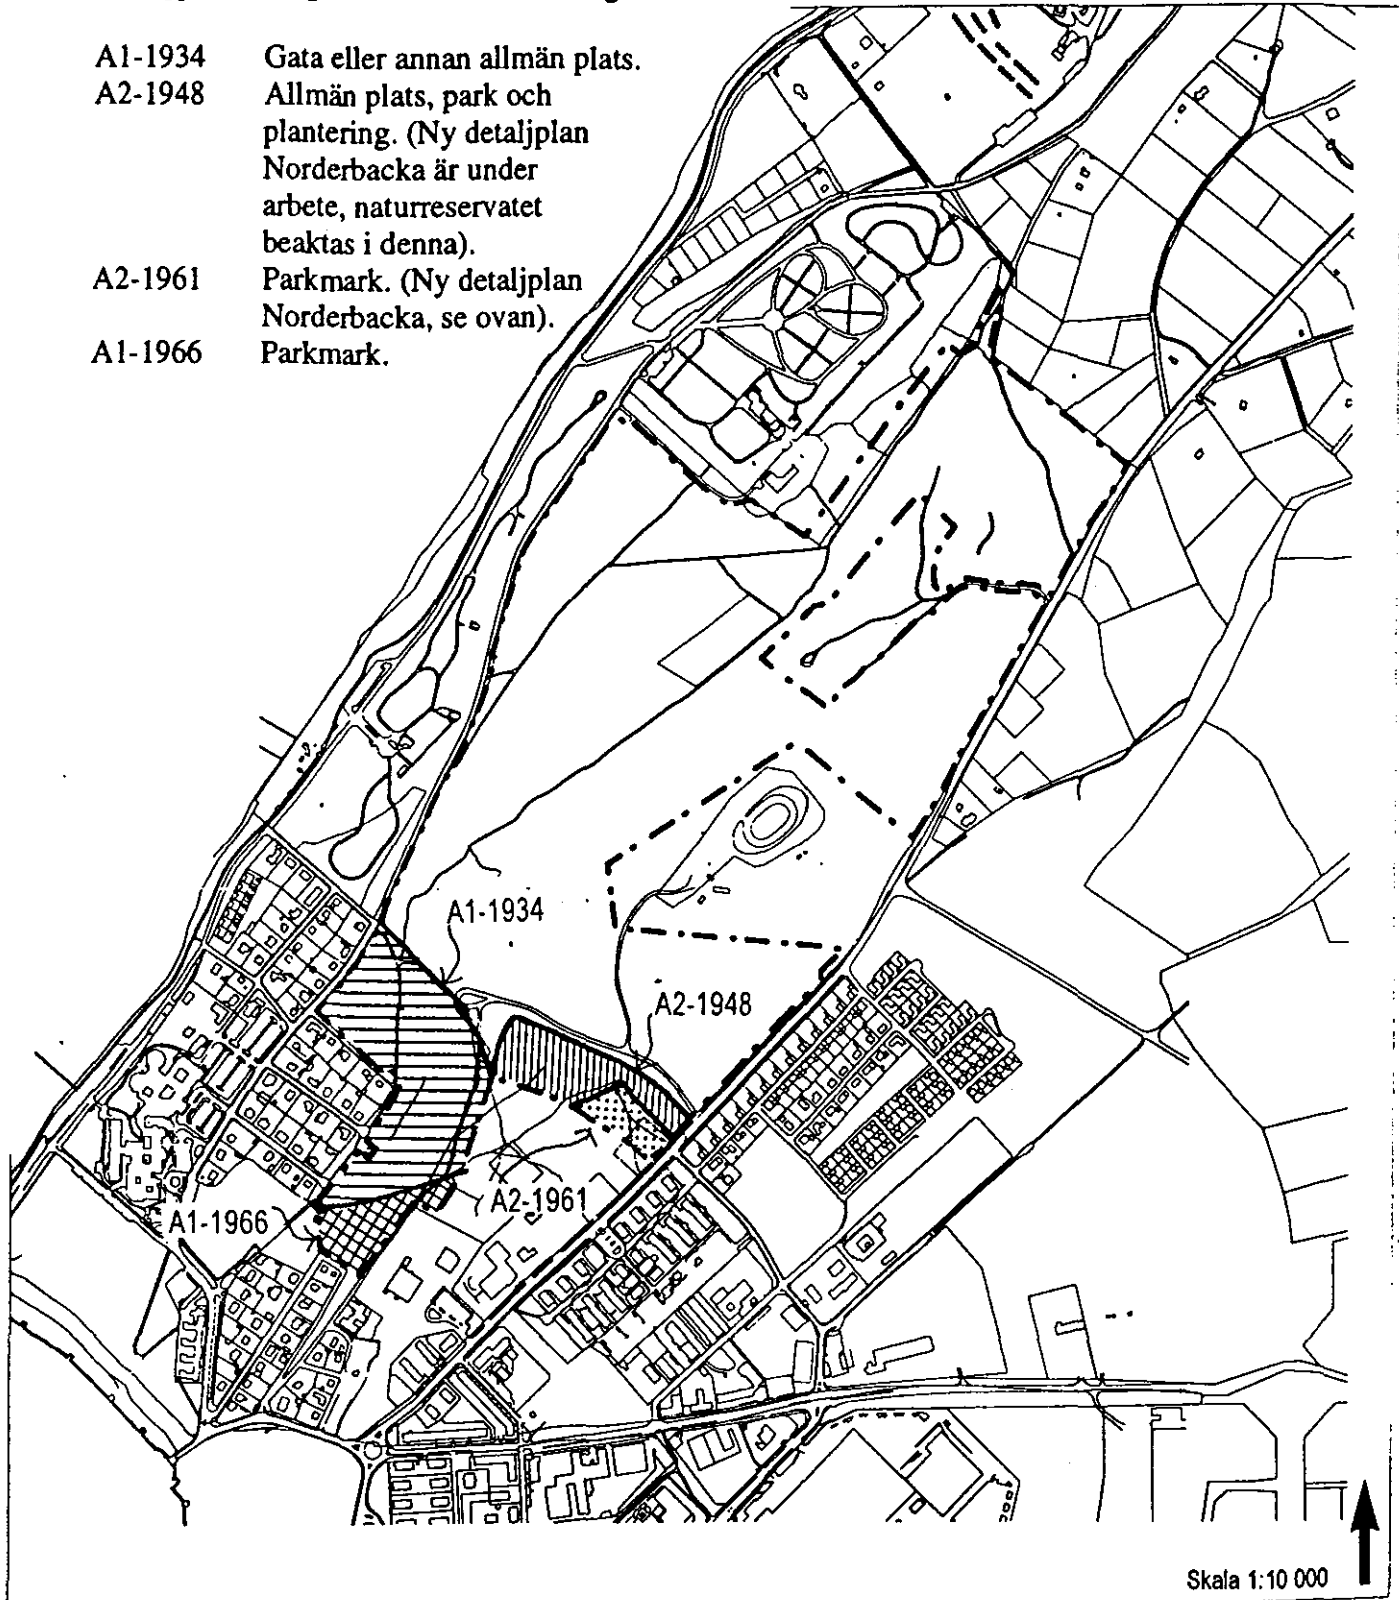 A1-1934 Gata eller annan allmän plats.
A2-1948 Allmän plats, park och
plantering. (Ny detaljplan
Norderbacka är under
arbete, naturreservatet
beaktas i denna).
A2-1961 Parkmark. (Ny detaljplan
Norderbacka, se ovan).
A1-1966 Parkmark.
A1-1934
A2-1948
A2-1961
A1-1966
Skala 1:10 000